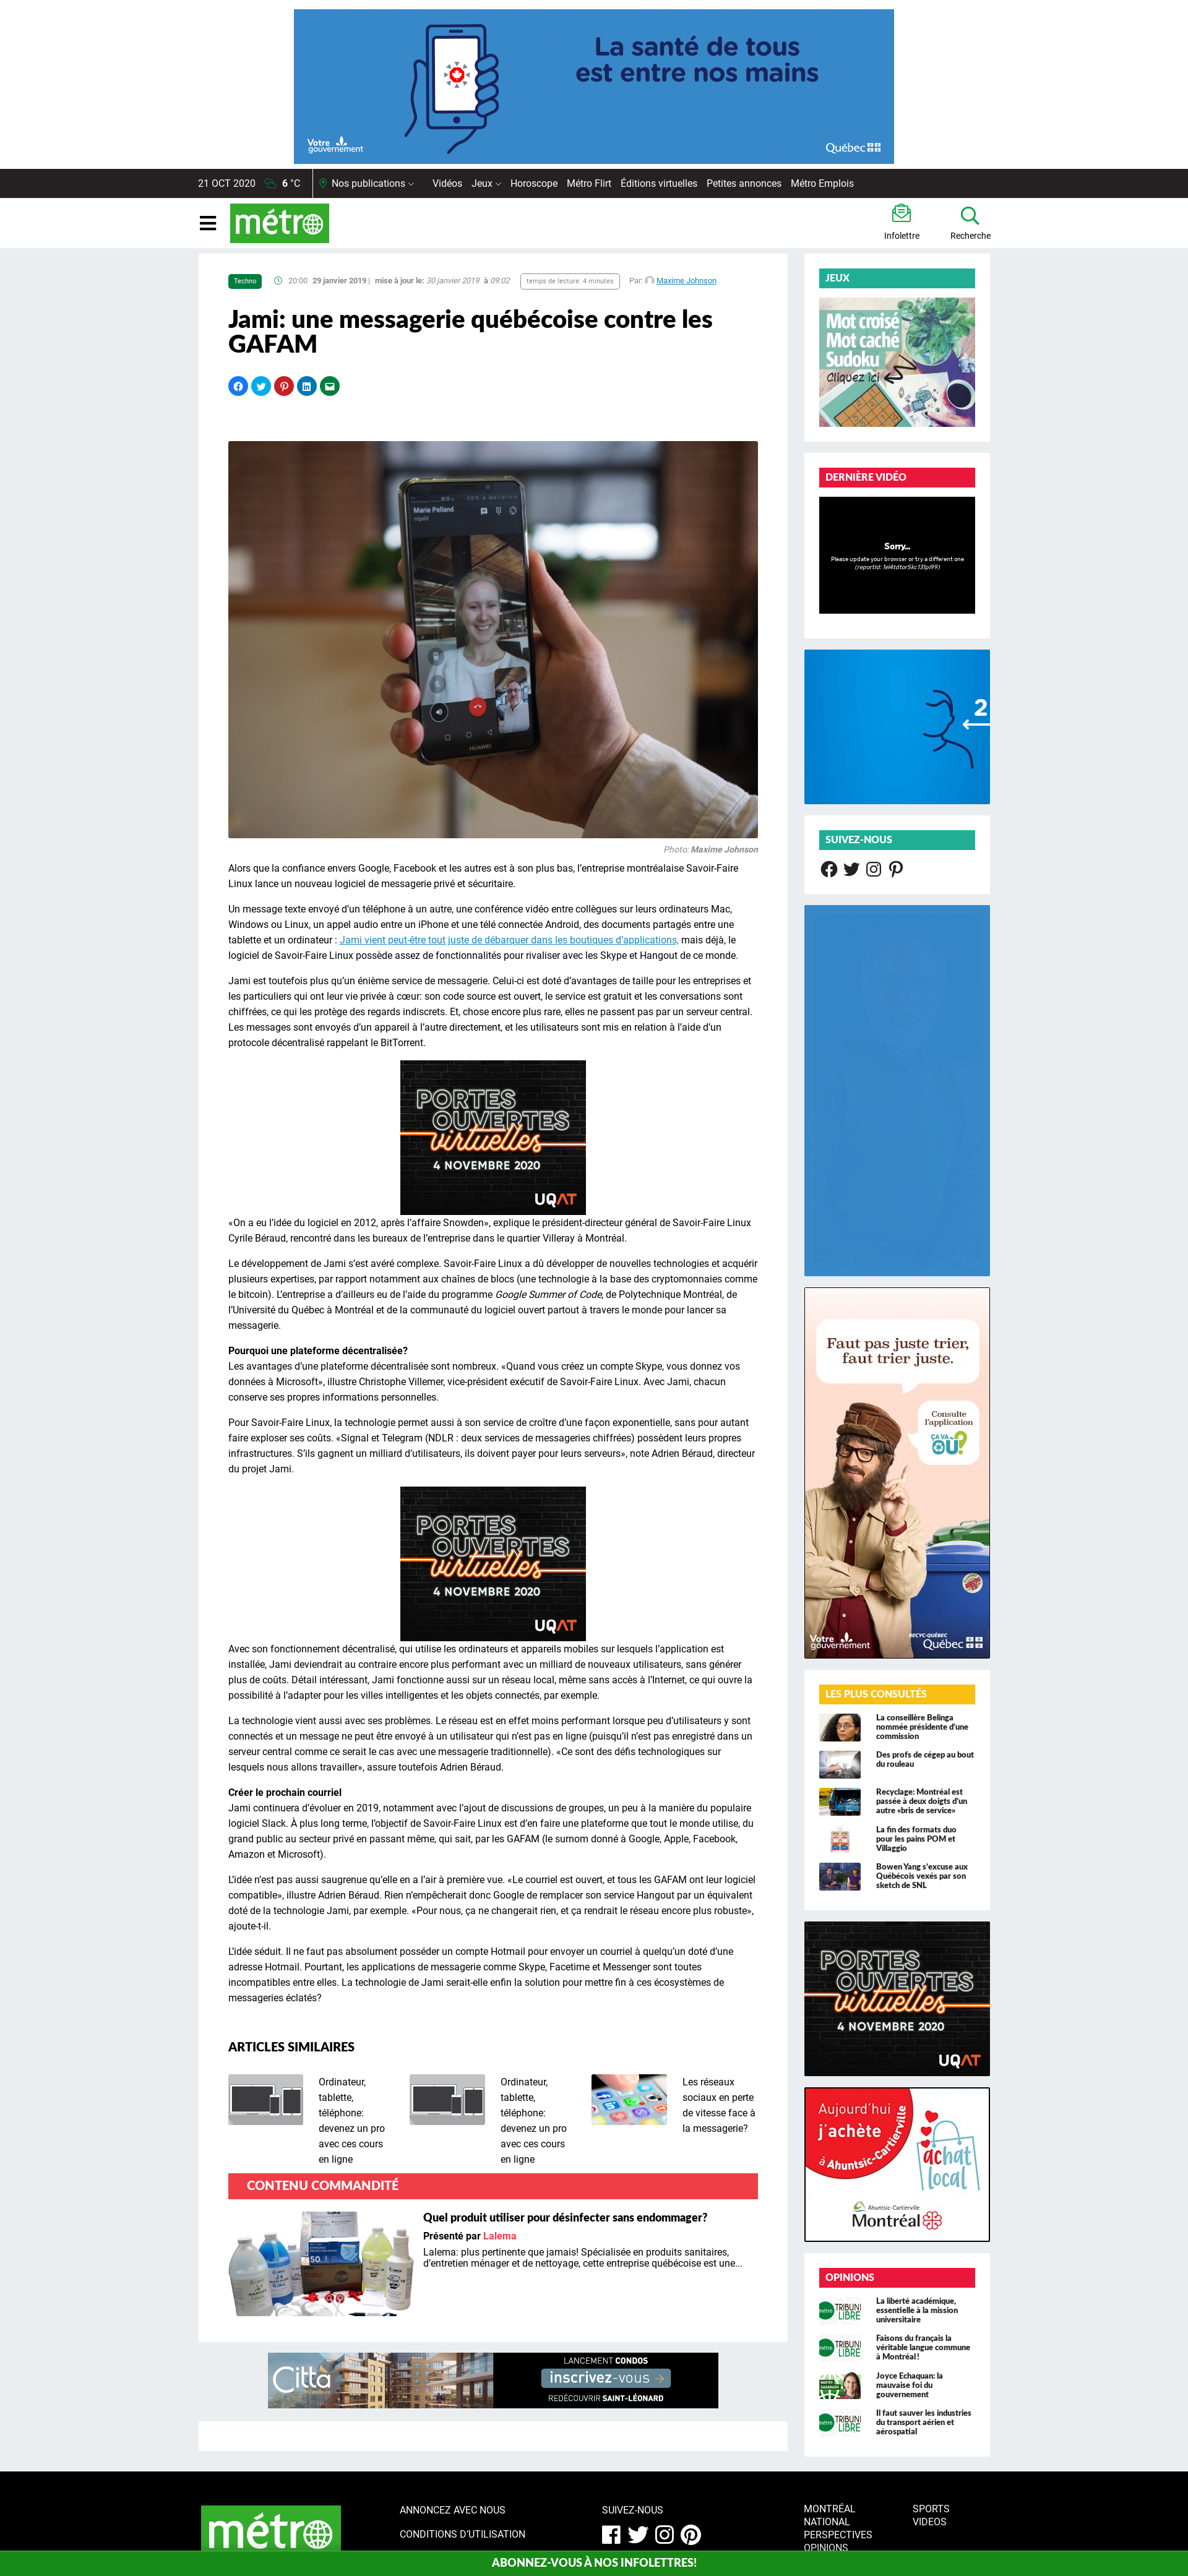 La santé de tous
est entre nos mains
Votre
gouvernement
Québec
21 OCT 2020 6 °C Nos publications Vidéos Jeux Horoscope Métro Flirt Éditions virtuelles Petites annonces Métro Emplois
métro
Infolettre Recherche
Techno 20:00 29 janvier 2019 | mise à jour le: 30 janvier 2019 à 09:02 temps de lecture: 4 minutes Par: Maxime Johnson
Jami: une messagerie québécoise contre les
GAFAM
Marie Pelland
HUAWEI
Photo: Maxime Johnson
Alors que la confiance envers Google, Facebook et les autres est à son plus bas, l’entreprise montréalaise Savoir-Faire
Linux lance un nouveau logiciel de messagerie privé et sécuritaire.
Un message texte envoyé d’un téléphone à un autre, une conférence vidéo entre collègues sur leurs ordinateurs Mac,
Windows ou Linux, un appel audio entre un iPhone et une télé connectée Android, des documents partagés entre une
tablette et un ordinateur : Jami vient peut-être tout juste de débarquer dans les boutiques d’applications, mais déjà, le
logiciel de Savoir-Faire Linux possède assez de fonctionnalités pour rivaliser avec les Skype et Hangout de ce monde.
Jami est toutefois plus qu’un énième service de messagerie. Celui-ci est doté d’avantages de taille pour les entreprises et
les particuliers qui ont leur vie privée à cœur: son code source est ouvert, le service est gratuit et les conversations sont
chiffrées, ce qui les protège des regards indiscrets. Et, chose encore plus rare, elles ne passent pas par un serveur central.
Les messages sont envoyés d’un appareil à l’autre directement, et les utilisateurs sont mis en relation à l’aide d’un
protocole décentralisé rappelant le BitTorrent.
PORTES
OUVERTES
virtuelles
4 NOVEMBRE 2020
UQAT
«On a eu l’idée du logiciel en 2012, après l’affaire Snowden», explique le président-directeur général de Savoir-Faire Linux
Cyrile Béraud, rencontré dans les bureaux de l’entreprise dans le quartier Villeray à Montréal.
Le développement de Jami s’est avéré complexe. Savoir-Faire Linux a dû développer de nouvelles technologies et acquérir
plusieurs expertises, par rapport notamment aux chaînes de blocs (une technologie à la base des cryptomonnaies comme
le bitcoin). L’entreprise a d’ailleurs eu de l’aide du programme Google Summer of Code, de Polytechnique Montréal, de
l’Université du Québec à Montréal et de la communauté du logiciel ouvert partout à travers le monde pour lancer sa
messagerie.
Pourquoi une plateforme décentralisée?
Les avantages d’une plateforme décentralisée sont nombreux. «Quand vous créez un compte Skype, vous donnez vos
données à Microsoft», illustre Christophe Villemer, vice-président exécutif de Savoir-Faire Linux. Avec Jami, chacun
conserve ses propres informations personnelles.
Pour Savoir-Faire Linux, la technologie permet aussi à son service de croître d’une façon exponentielle, sans pour autant
faire exploser ses coûts. «Signal et Telegram (NDLR : deux services de messageries chiffrées) possèdent leurs propres
infrastructures. S’ils gagnent un milliard d’utilisateurs, ils doivent payer pour leurs serveurs», note Adrien Béraud, directeur
du projet Jami.
PORTES
OUVERTES
virtuelles
4 NOVEMBRE 2020
UQAT
Avec son fonctionnement décentralisé, qui utilise les ordinateurs et appareils mobiles sur lesquels l’application est
installée, Jami deviendrait au contraire encore plus performant avec un milliard de nouveaux utilisateurs, sans générer
plus de coûts. Détail intéressant, Jami fonctionne aussi sur un réseau local, même sans accès à l’Internet, ce qui ouvre la
possibilité à l’adapter pour les villes intelligentes et les objets connectés, par exemple.
La technologie vient aussi avec ses problèmes. Le réseau est en effet moins performant lorsque peu d’utilisateurs y sont
connectés et un message ne peut être envoyé à un utilisateur qui n’est pas en ligne (puisqu’il n’est pas enregistré dans un
serveur central comme ce serait le cas avec une messagerie traditionnelle). «Ce sont des défis technologiques sur
lesquels nous allons travailler», assure toutefois Adrien Béraud.
Créer le prochain courriel
Jami continuera d’évoluer en 2019, notamment avec l’ajout de discussions de groupes, un peu à la manière du populaire
logiciel Slack. À plus long terme, l’objectif de Savoir-Faire Linux est d’en faire une plateforme que tout le monde utilise, du
grand public au secteur privé en passant même, qui sait, par les GAFAM (le surnom donné à Google, Apple, Facebook,
Amazon et Microsoft).
L’idée n’est pas aussi saugrenue qu’elle en a l’air à première vue. «Le courriel est ouvert, et tous les GAFAM ont leur logiciel
compatible», illustre Adrien Béraud. Rien n’empêcherait donc Google de remplacer son service Hangout par un équivalent
doté de la technologie Jami, par exemple. «Pour nous, ça ne changerait rien, et ça rendrait le réseau encore plus robuste»,
ajoute-t-il.
L’idée séduit. Il ne faut pas absolument posséder un compte Hotmail pour envoyer un courriel à quelqu’un doté d’une
adresse Hotmail. Pourtant, les applications de messagerie comme Skype, Facetime et Messenger sont toutes
incompatibles entre elles. La technologie de Jami serait-elle enfin la solution pour mettre fin à ces écosystèmes de
messageries éclatés?
ARTICLES SIMILAIRES
Ordinateur,
tablette,
téléphone:
devenez un pro
avec ces cours
en ligne
Ordinateur,
tablette,
téléphone:
devenez un pro
avec ces cours
en ligne
Les réseaux
sociaux en perte
de vitesse face à
la messagerie?
CONTENU COMMANDITÉ
Quel produit utiliser pour désinfecter sans endommager?
Présenté par Lalema
Lalema: plus pertinente que jamais! Spécialisée en produits sanitaires,
d’entretien ménager et de nettoyage, cette entreprise québécoise est une...
Città
LANCEMENT CONDOS
inscrivez-vous →
REDÉCOUVRIR SAINT-LÉONARD
JEUX
Mot croisé
Mot caché
Sudoku
Cliquez ici
DERNIÈRE VIDÉO
Sorry...
Please update your browser or try a different one
2
SUIVEZ-NOUS
Faut pas juste trier,
faut trier juste.
Consulte
l’application
ÇA VA
OÙ?
Votre
gouvernement
RECYC-QUÉBEC
Québec
LES PLUS CONSULTÉS
La conseillère Belinga
nommée présidente d’une
commission
Des profs de cégep au bout
du rouleau
Recyclage: Montréal est
passée à deux doigts d’un
autre «bris de service»
La fin des formats duo
pour les pains POM et
Villaggio
Bowen Yang s’excuse aux
Québécois vexés par son
sketch de SNL
PORTES
OUVERTES
virtuelles
4 NOVEMBRE 2020
UQAT
Aujourd’hui
j’achète
à Ahuntsic-Cartierville
achat
local
Ahuntsic-Cartierville
Montréal
OPINIONS
TRIBUNE
LIBRE
La liberté académique,
essentielle à la mission
universitaire
TRIBUNE
LIBRE
Faisons du français la
véritable langue commune
à Montréal !
Joyce Echaquan: la
mauvaise foi du
gouvernement
TRIBUNE
LIBRE
Il faut sauver les industries
du transport aérien et
aérospatial
métro
ANNONCEZ AVEC NOUS
CONDITIONS D’UTILISATION
SUIVEZ-NOUS
MONTRÉAL
NATIONAL
PERSPECTIVES
OPINIONS
SPORTS
VIDEOS
ABONNEZ-VOUS À NOS INFOLETTRES!